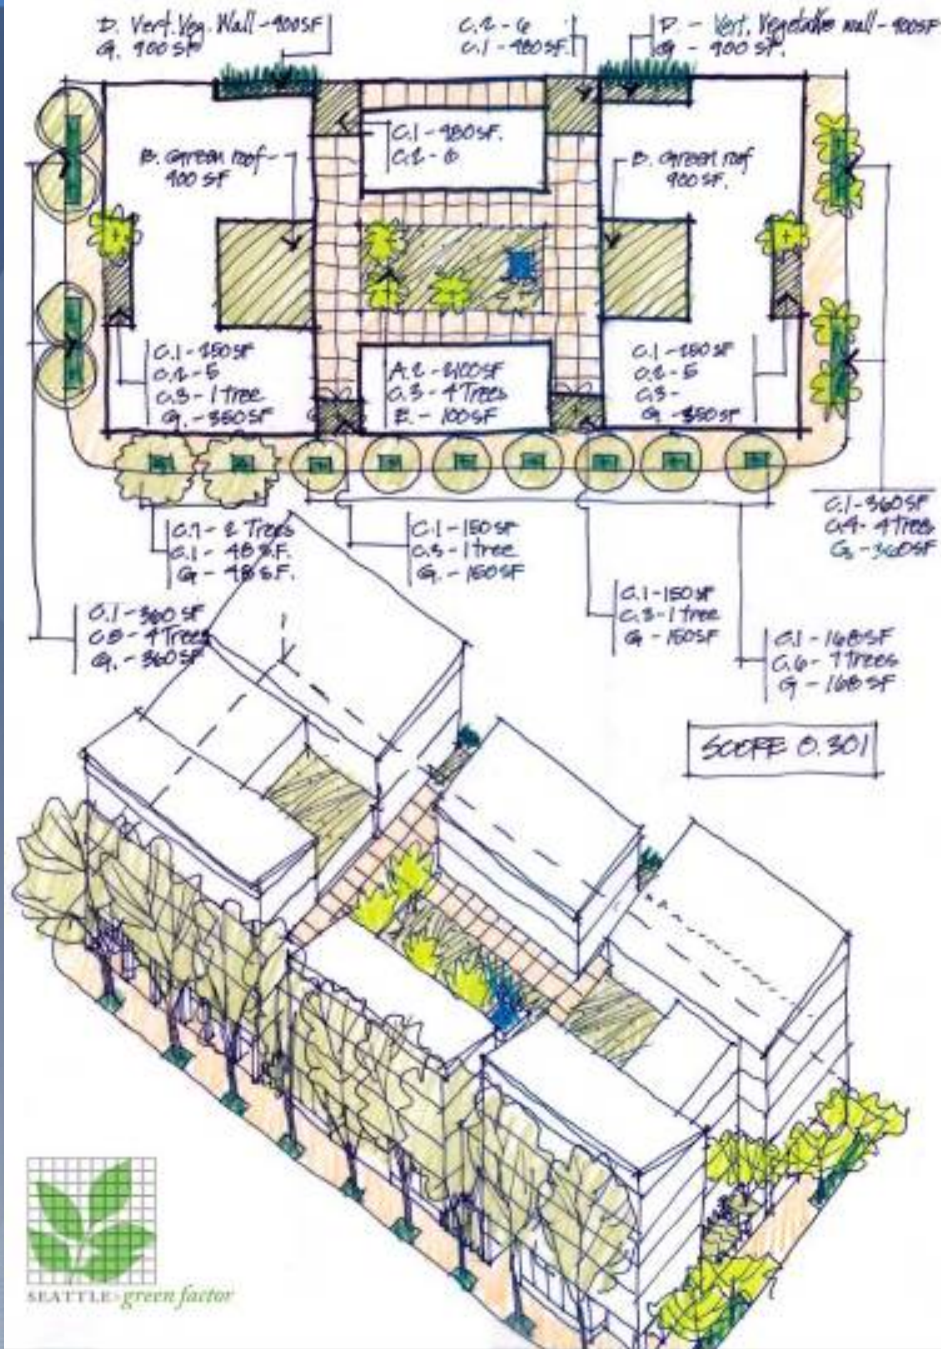 D. Vert. Veg. Wall - 900SF
G. 900 SF
C.2 - 6
C.1 - 480SF.
D. - Vert. Vegetative wall - 900SF
G - 900 SF.
C.1 - 480SF.
C.2 - 6
B. Green roof -
900 SF
B. Green roof
900 SF.
C.1 - 250SF
C.2 - 5
C.3 - 1 tree
G. - 350SF
A.2 - 2100SF
C.3 - 4 Trees
E. - 100SF
C.1 - 250SF
C.2 - 5
C.3 -
G. - 350SF
C.7 - 2 Trees
C.1 - 48 S.F.
G - 48 S.F.
C.1 - 150SF
C.3 - 1 tree
G. - 150SF
C.1 - 360SF
C.4 - 4 trees
G. - 360SF
C.1 - 150SF
C.3 - 1 tree
G - 150SF
C.1 - 360 SF
4 Trees
G. - 360SF
C.1 - 168SF
C.6 - 7 Trees
G - 168 SF
SCORE 0.301
SEATTLE green factor